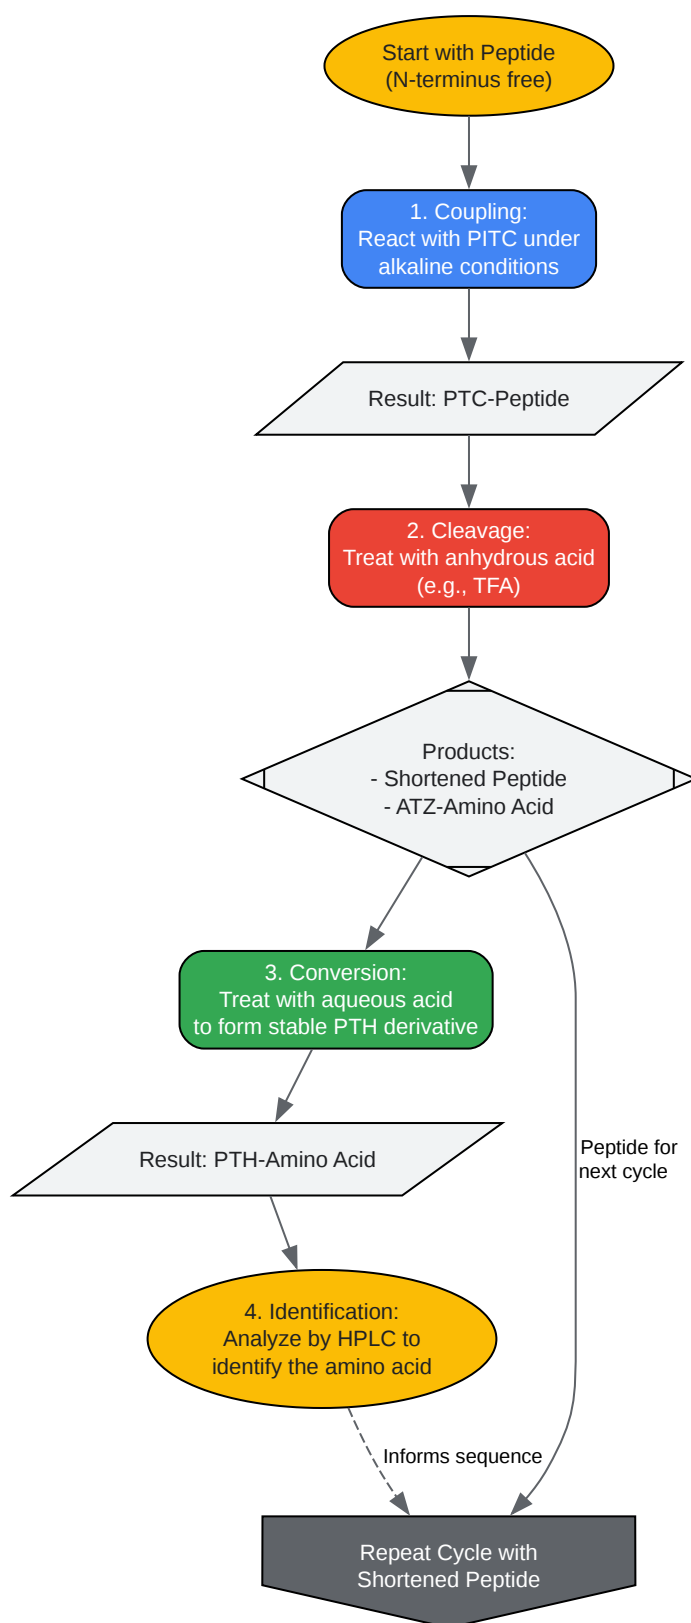 Start with Peptide
(N-terminus free)
1. Coupling:
React with PITC under
alkaline conditions
Result: PTC-Peptide
2. Cleavage:
Treat with anhydrous acid
(e.g., TFA)
Products:
- Shortened Peptide
- ATZ-Amino Acid
3. Conversion:
Treat with aqueous acid
to form stable PTH derivative
Result: PTH-Amino Acid
Peptide for
next cycle
4. Identification:
Analyze by HPLC to
identify the amino acid
Informs sequence
Repeat Cycle with
Shortened Peptide